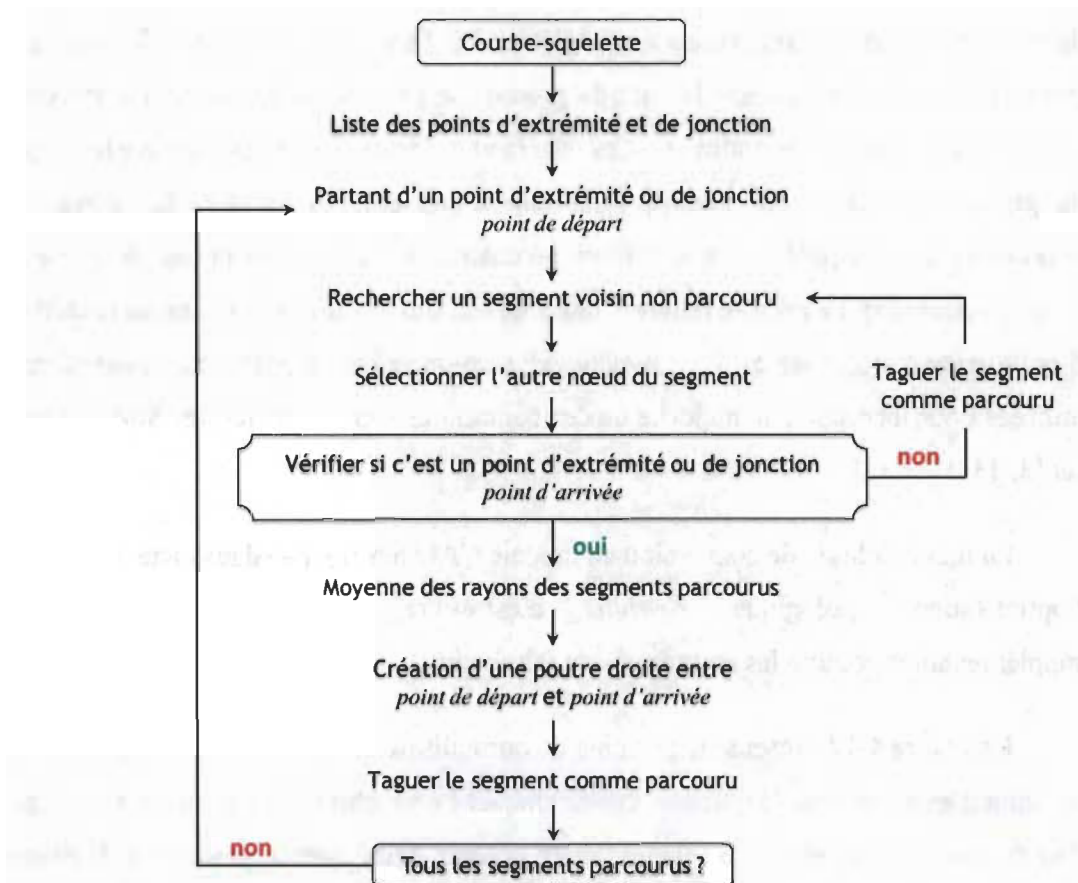 Courbe-squelette
Liste des points d'extrémité et de jonction
Partant d'un point d'extrémité ou de jonction
point de départ
Rechercher un segment voisin non parcouru
Sélectionner l'autre nœud du segment
Taguer le segment
comme parcouru
Vérifier si c'est un point d'extrémité ou de jonction
point d'arrivée
non
oui
Moyenne des rayons des segments parcourus
Création d'une poutre droite entre
point de départ et point d'arrivée
Taguer le segment comme parcouru
non
Tous les segments parcourus ?